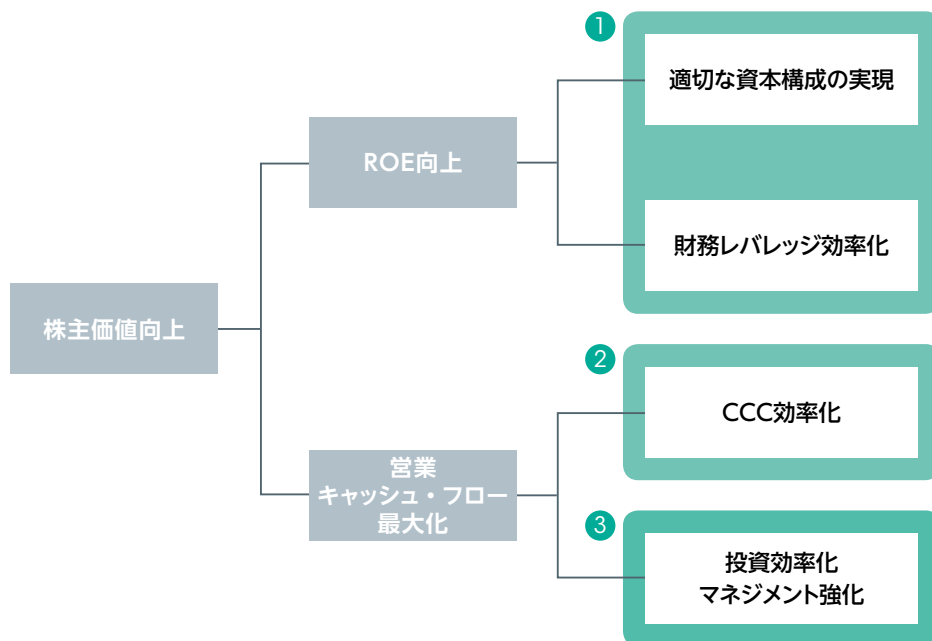 株主価値向上
ROE向上
営業
キャッシュ・フロー
最大化
1
適切な資本構成の実現
財務レバレッジ効率化
2
CCC効率化
3
投資効率化
マネジメント強化